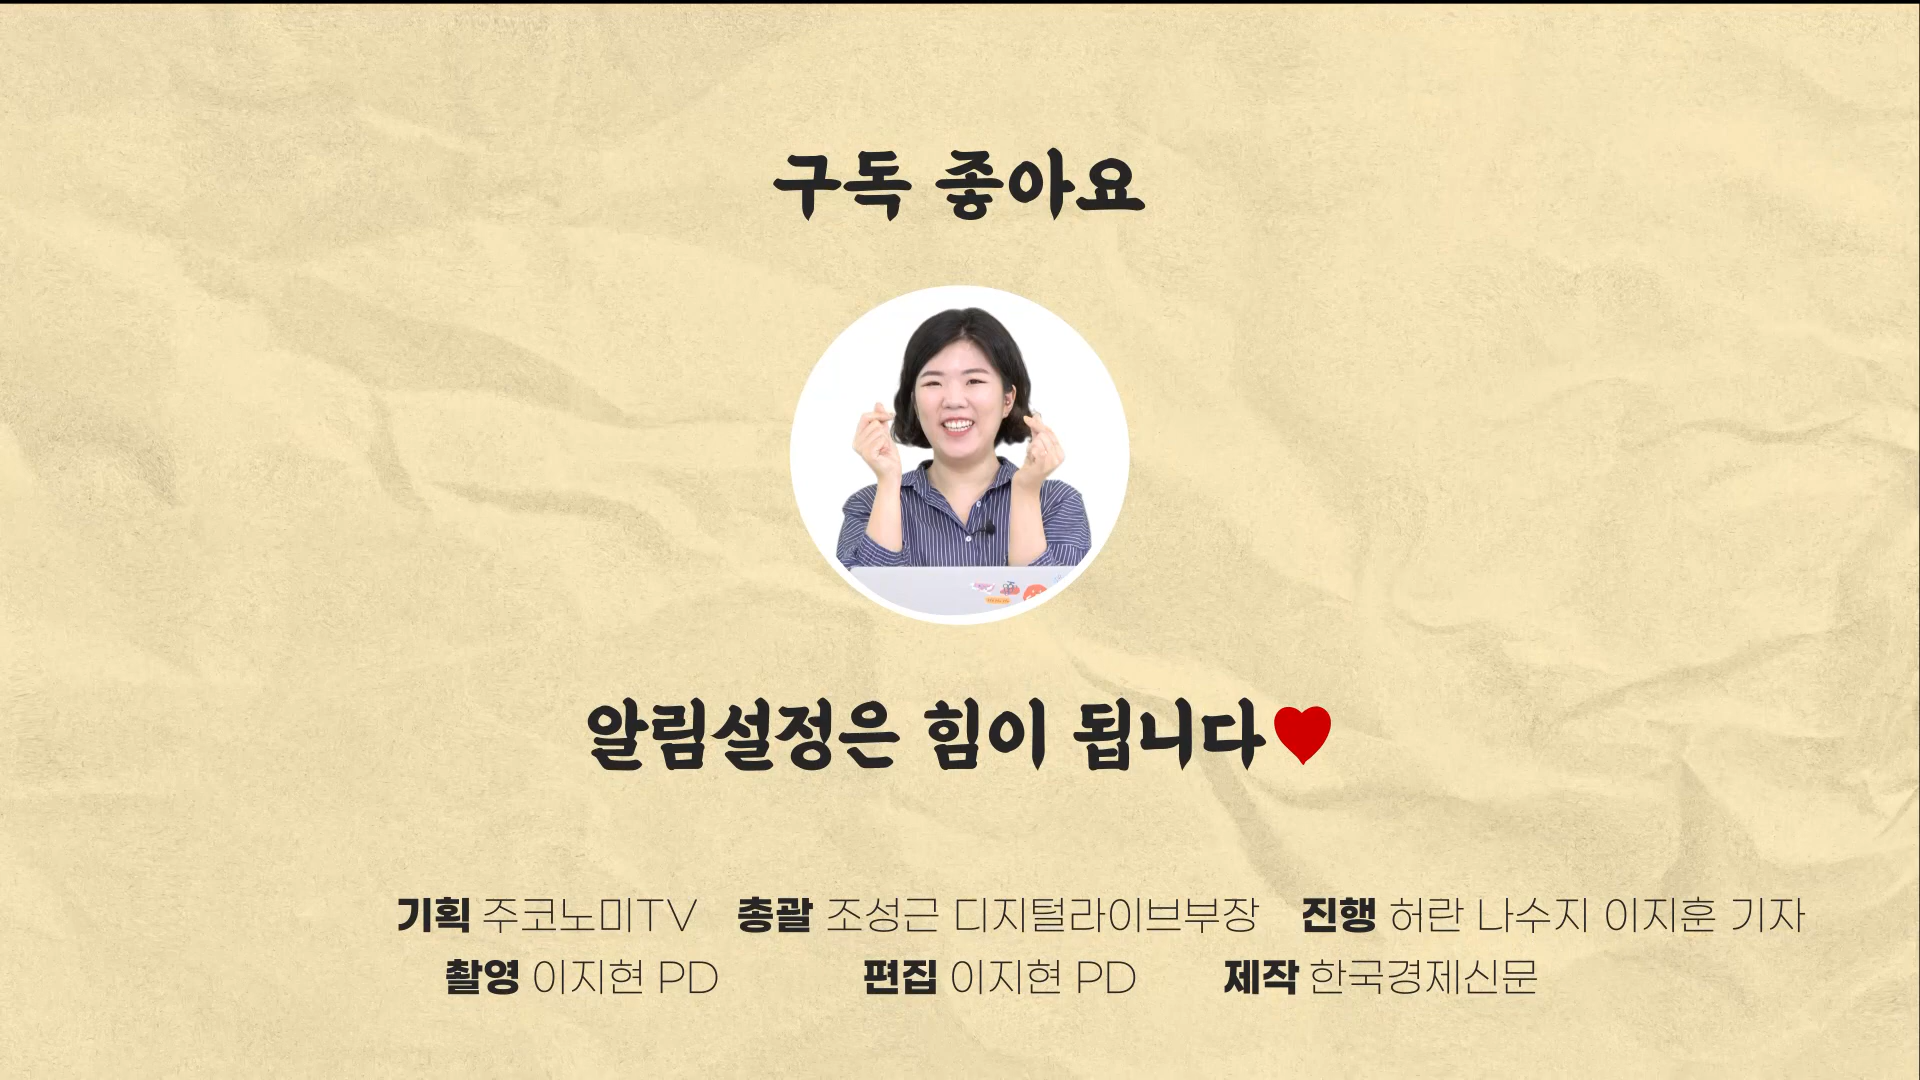 구독 좋아요
알림설정은 힘이 됩니다♥
기획 주코노미TV 총괄 조성근 디지털라이브부장 진행 허란 나수지 이지훈 기자
촬영 이지현 PD 편집 이지현 PD 제작 한국경제신문